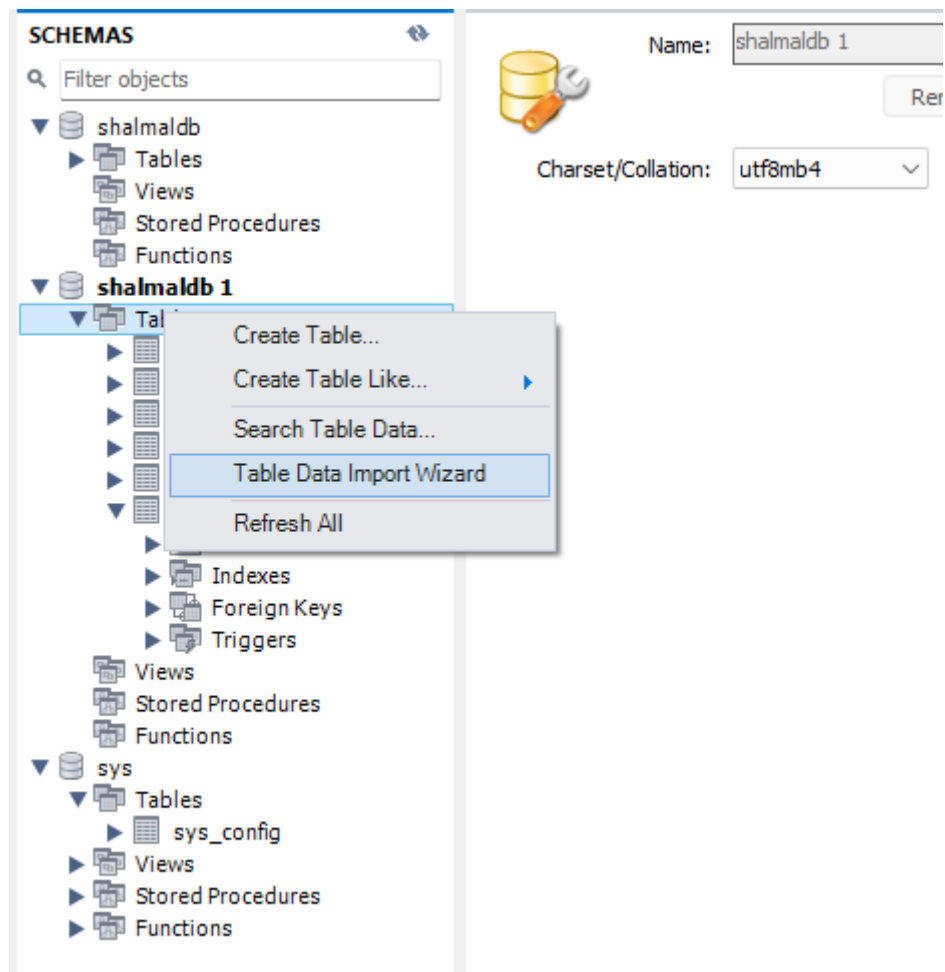 SCHEMAS
Filter objects
shalmaldb
Tables
Views
Stored Procedures
Functions
shalmaldb 1
Create Table...
Create Table Like...
Search Table Data...
Table Data Import Wizard
Refresh All
Indexes
Foreign Keys
Triggers
Views
Stored Procedures
Functions
sys
Tables
sys_config
Views
Stored Procedures
Functions
Name: shalmaldb 1
Charset/Collation: utf8mb4